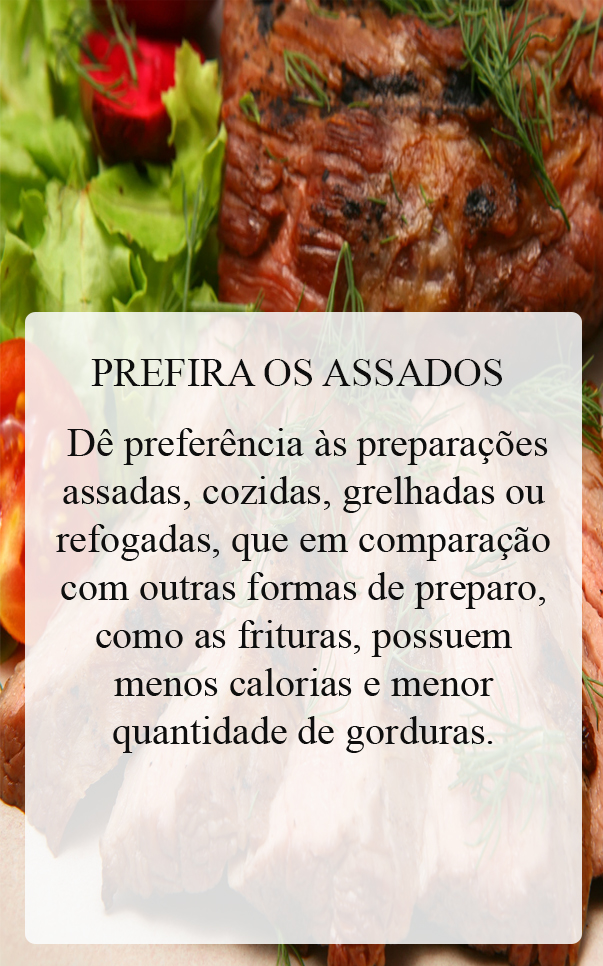 PREFIRA OS ASSADOS
Dê preferência às preparações
assadas, cozidas, grelhadas ou
refogadas, que em comparação
com outras formas de preparo,
como as frituras, possuem
menos calorias e menor
quantidade de gorduras.